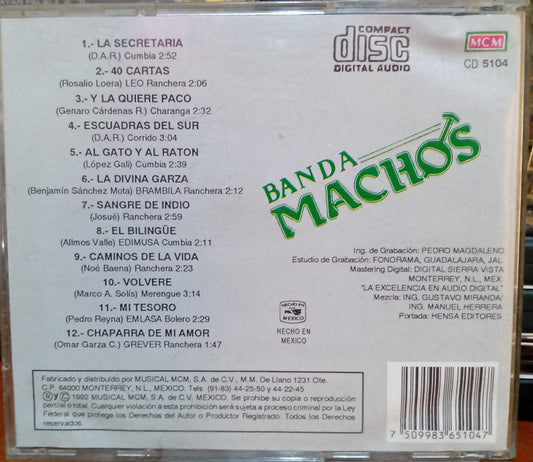 1.- LA SECRETARIA
(D.A.R.) Cumbia 2:52
2.- 40 CARTAS
(Rosalio Loera) LEO Ranchera 2:06
3.- Y LA QUIERE PACO
(Genaro Cárdenas R.) Charanga 2:32
4.- ESCUADRAS DEL SUR
(D.A.R.) Corrido 3:04
5.- AL GATO Y AL RATON
(López Gali) Cumbia 2:39
6.- LA DIVINA GARZA
(Benjamín Sánchez Mota) BRAMBILA Ranchera 2:12
7.- SANGRE DE INDIO
(Josué) Ranchera 2:59
8.- EL BILINGÜE
(Allmos Valle) EDIMUSA Cumbia 2:11
9.- CAMINOS DE LA VIDA
(Noé Baena) Ranchera 2:23
10.- VOLVERE
(Marco A. Solís) Merengue 3:14
11.- MI TESORO
(Pedro Reyna) EMLASA Bolero 2:29
12.- CHAPARRA DE MI AMOR
(Omar Garza C.) GREVER Ranchera 1:47
COMPACT
disc
DIGITAL AUDIO
MCM
CD 5104
BANDA
MACHOS
Ing. de Grabación: PEDRO MAGDALENO
Estudio de Grabación: FONORAMA, GUADALAJARA, JAL
Mastering Digital: DIGITAL SIERRA VISTA
MONTERREY, N.L., MEX.
"LA EXCELENCIA EN AUDIO DIGITAL"
Mezcla: ING. GUSTAVO MIRANDA
ING. MANUEL HERRERA
Portada: HENSA EDITORES
HECHO EN
MEXICO
HECHO EN
MEXICO
Fabricado y distribuido por MUSICAL MCM, S.A. de C.V., M.M. De Llano 1231 Ote.
C.P. 64000 MONTERREY, N.L., MEXICO. Tels. (91-83) 44-25-50 y 44-22-45
Ⓟ y © 1992 MUSICAL MCM, S.A. de C.V. MEXICO. Se prohibe su copia o reproducción
parcial o total. Cualquier violación a esta prohibición será sujeta a proceso criminal por la Ley
Federal que protege los Derechos del Autor o Productor Registrado. Todos los Derechos
reservados.
7 509983 651047